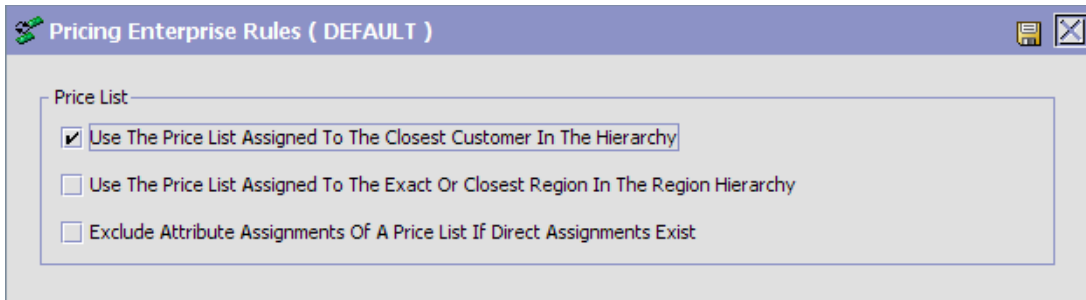 Pricing Enterprise Rules ( DEFAULT )
Price List
Use The Price List Assigned To The Closest Customer In The Hierarchy
Use The Price List Assigned To The Exact Or Closest Region In The Region Hierarchy
Exclude Attribute Assignments Of A Price List If Direct Assignments Exist